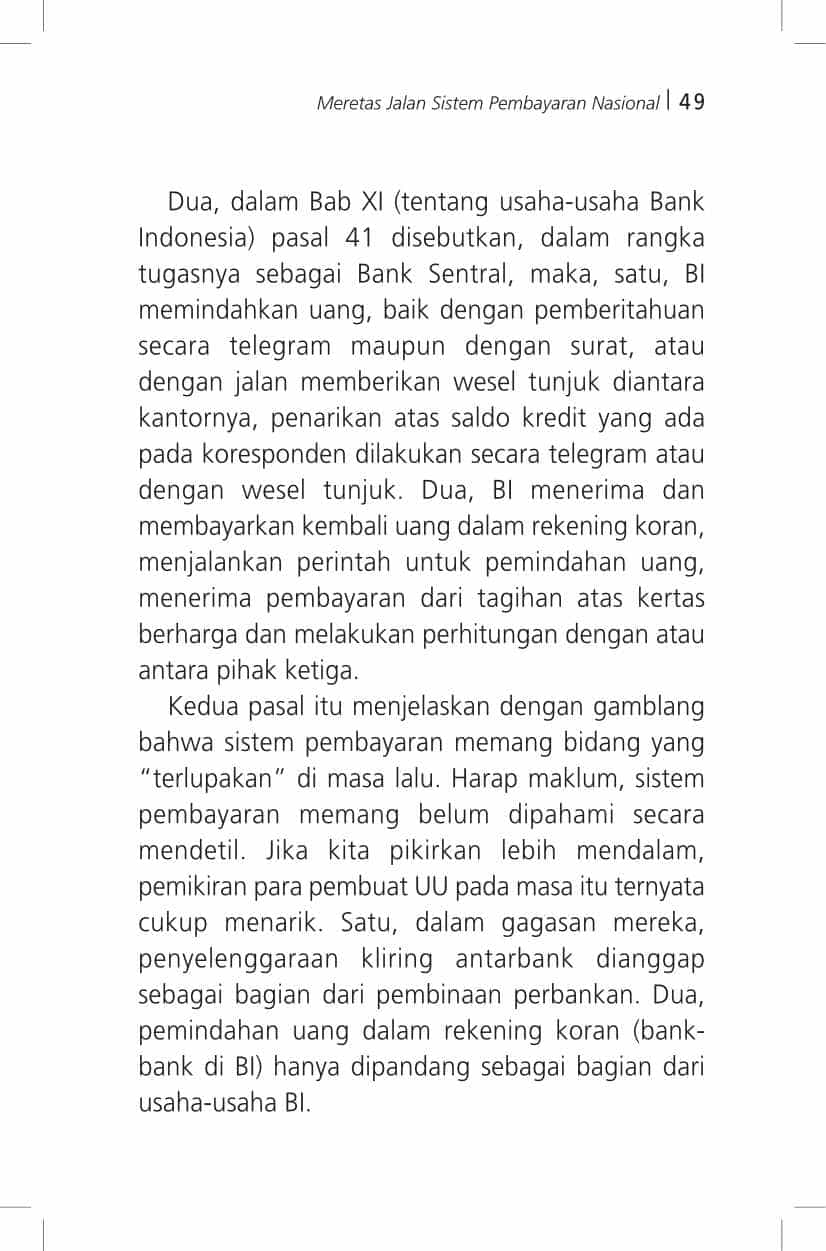 Meretas Jalan Sistem Pembayaran Nasional | 49
Dua, dalam Bab XI (tentang usaha-usaha Bank
Indonesia) pasal 41 disebutkan, dalam rangka
tugasnya sebagai Bank Sentral, maka, satu, BI
memindahkan uang, baik dengan pemberitahuan
secara telegram maupun dengan surat, atau
dengan jalan memberikan wesel tunjuk diantara
kantornya, penarikan atas saldo kredit yang ada
pada koresponden dilakukan secara telegram atau
dengan wesel tunjuk. Dua, BI menerima dan
membayarkan kembali uang dalam rekening koran,
menjalankan perintah untuk pemindahan uang,
menerima pembayaran dari tagihan atas kertas
berharga dan melakukan perhitungan dengan atau
antara pihak ketiga.
Kedua pasal itu menjelaskan dengan gamblang
bahwa sistem pembayaran memang bidang yang
“terlupakan” di masa lalu. Harap maklum, sistem
pembayaran memang belum dipahami secara
mendetil. Jika kita pikirkan lebih mendalam,
pemikiran para pembuat UU pada masa itu ternyata
cukup menarik. Satu, dalam gagasan mereka,
penyelenggaraan kliring antarbank dianggap
sebagai bagian dari pembinaan perbankan. Dua,
pemindahan uang dalam rekening koran (bank-
bank di BI) hanya dipandang sebagai bagian dari
usaha-usaha BI.